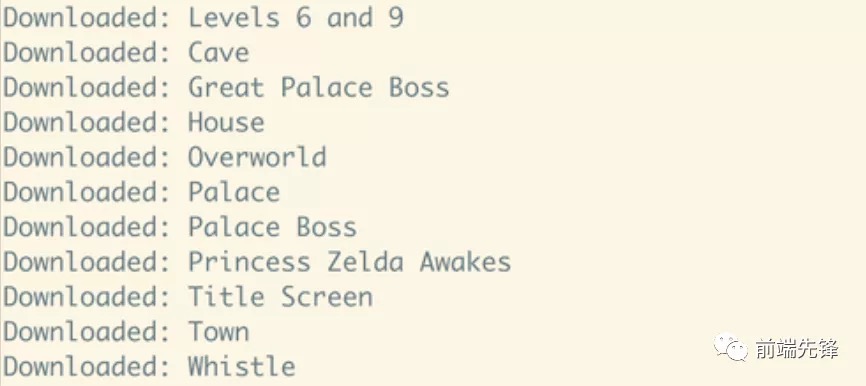 Downloaded: Levels 6 and 9
Downloaded: Cave
Downloaded: Great Palace Boss
Downloaded: House
Downloaded: Overworld
Downloaded: Palace
Downloaded: Palace Boss
Downloaded: Princess Zelda Awakes
Downloaded: Title Screen
Downloaded: Town
Downloaded: Whistle
前端先锋